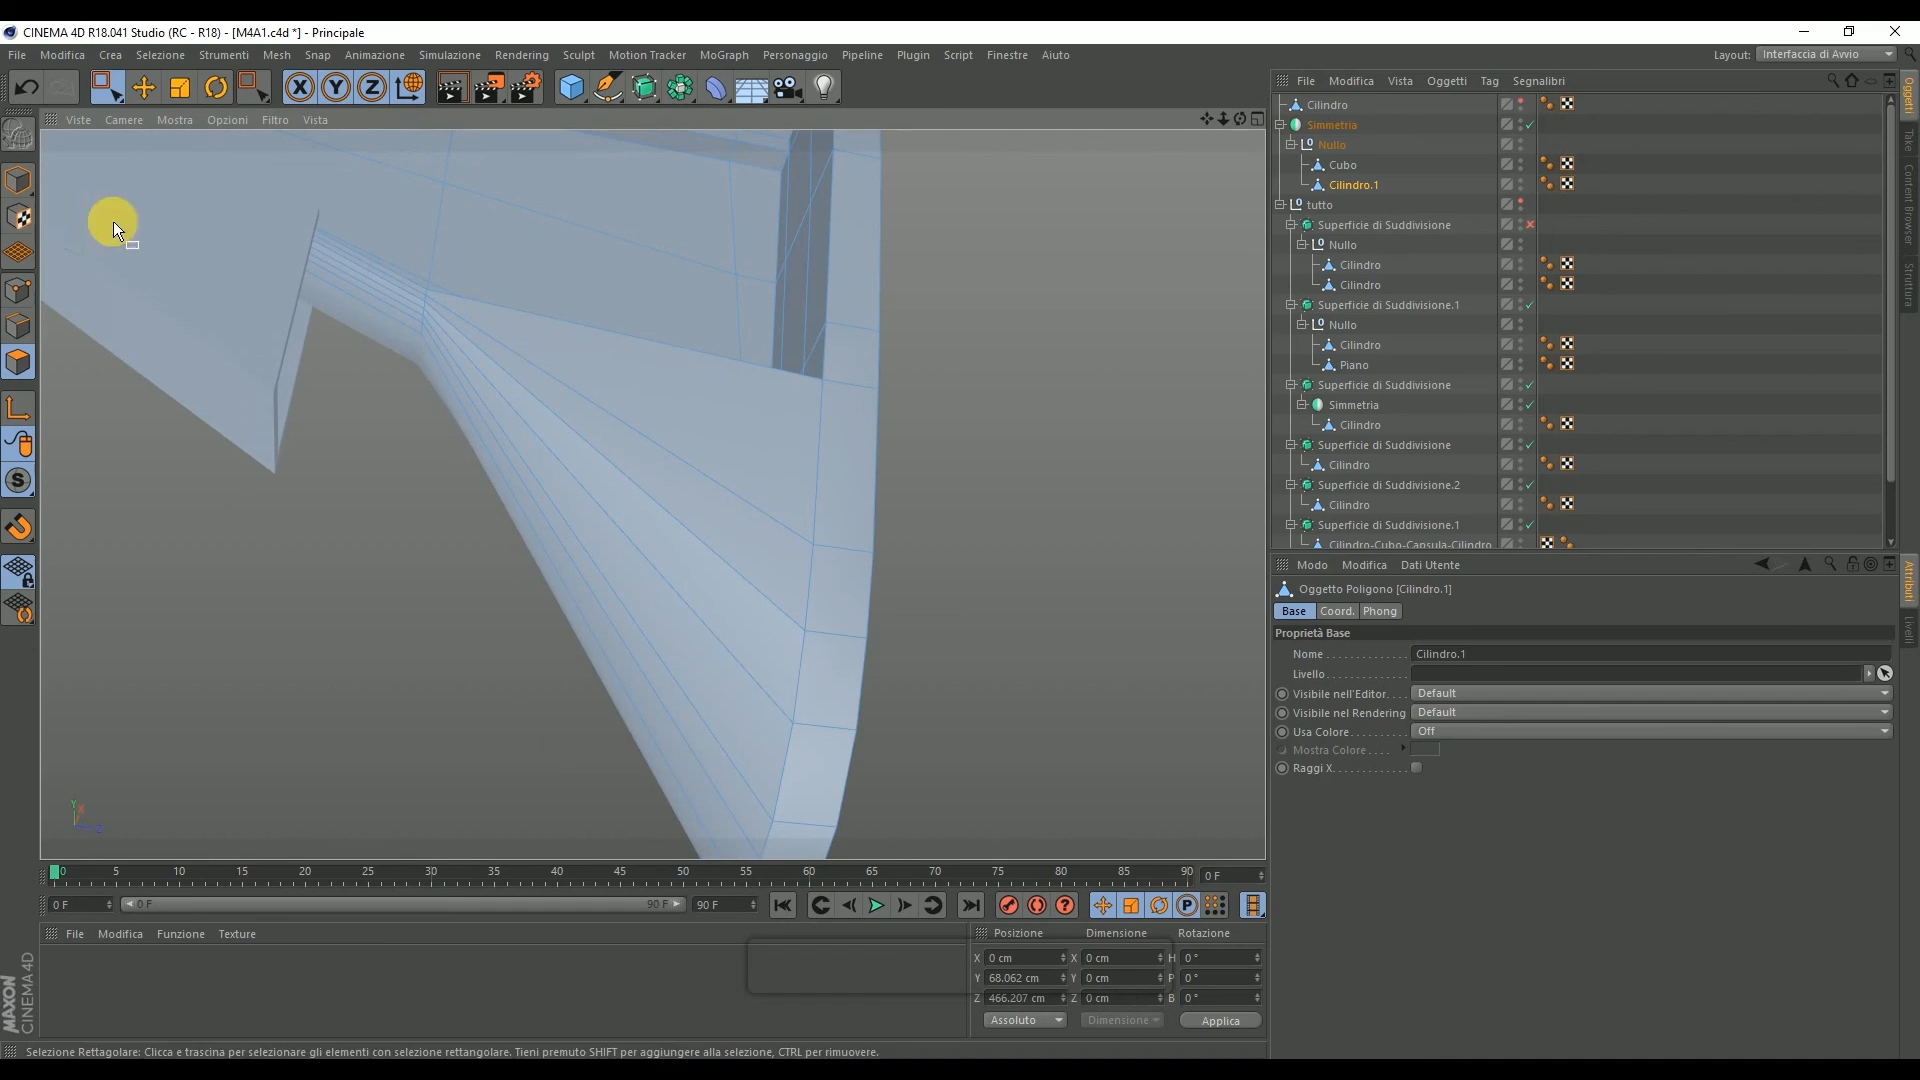 CINEMA 4D R18.041 Studio (RC - R18) - [M4A1.c4d *] - Principale
File Modifica Crea Selezione Strumenti Mesh Snap Animazione Simulazione Rendering Sculpt Motion Tracker MoGraph Personaggio Pipeline Plugin Script Finestre Aiuto Layout: Interfaccia di Avvio
X Y Z
File Modifica Vista Oggetti Tag Segnalibri
Viste Camere Mostra Opzioni Filtro Vista
Cilindro
Simmetria
Nullo
Cubo
Cilindro.1
tutto
Superficie di Suddivisione
Nullo
Cilindro
Cilindro
Superficie di Suddivisione.1
Nullo
Cilindro
Piano
Superficie di Suddivisione
Simmetria
Cilindro
Superficie di Suddivisione
Cilindro
Superficie di Suddivisione.2
Cilindro
Superficie di Suddivisione.1
Cilindro-Cubo-Capsula-Cilindro
Oggetti
Take
Content Browser
Struttura
Modo Modifica Dati Utente
Oggetto Poligono [Cilindro.1]
Base Coord. Phong
Proprietà Base
Nome Cilindro.1
Livello
Visibile nell'Editor Default
Visibile nel Rendering Default
Usa Colore Off
Mostra Colore
Raggi X
Attributi
Livelli
Y X Z
0 5 10 15 20 25 30 35 40 45 50 55 60 65 70 75 80 85 90 0 F
0 F 0 F 90 F 90 F
File Modifica Funzione Texture
Posizione Dimensione Rotazione
X 0 cm X 0 cm H 0 °
Y 68.062 cm Y 0 cm P 0 °
Z 466.207 cm Z 0 cm B 0 °
Assoluto Dimensione Applica
MAXON
CINEMA 4D
Selezione Rettagolare: Clicca e trascina per selezionare gli elementi con selezione rettangolare. Tieni premuto SHIFT per aggiungere alla selezione, CTRL per rimuovere.